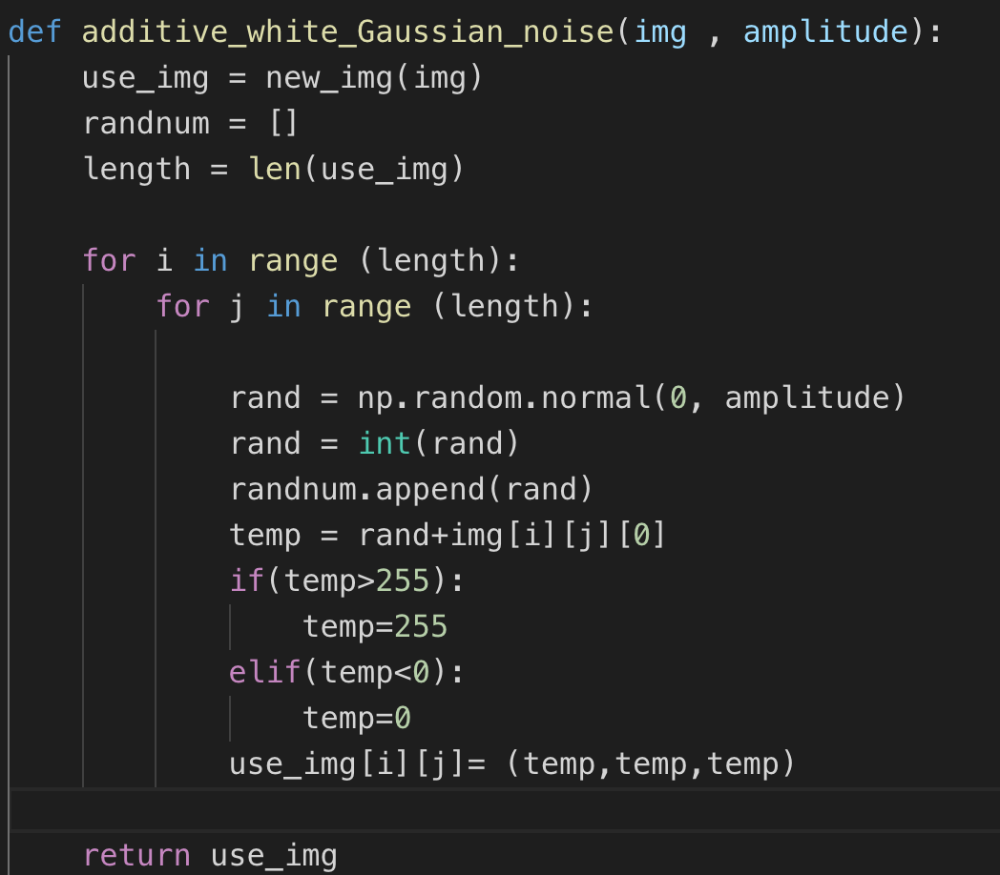 def additive_white_Gaussian_noise(img , amplitude):
    use_img = new_img(img)
    randnum = []
    length = len(use_img)

    for i in range (length):
        for j in range (length):

            rand = np.random.normal(0, amplitude)
            rand = int(rand)
            randnum.append(rand)
            temp = rand+img[i][j][0]
            if(temp>255):
                temp=255
            elif(temp<0):
                temp=0
            use_img[i][j]= (temp,temp,temp)

    return use_img